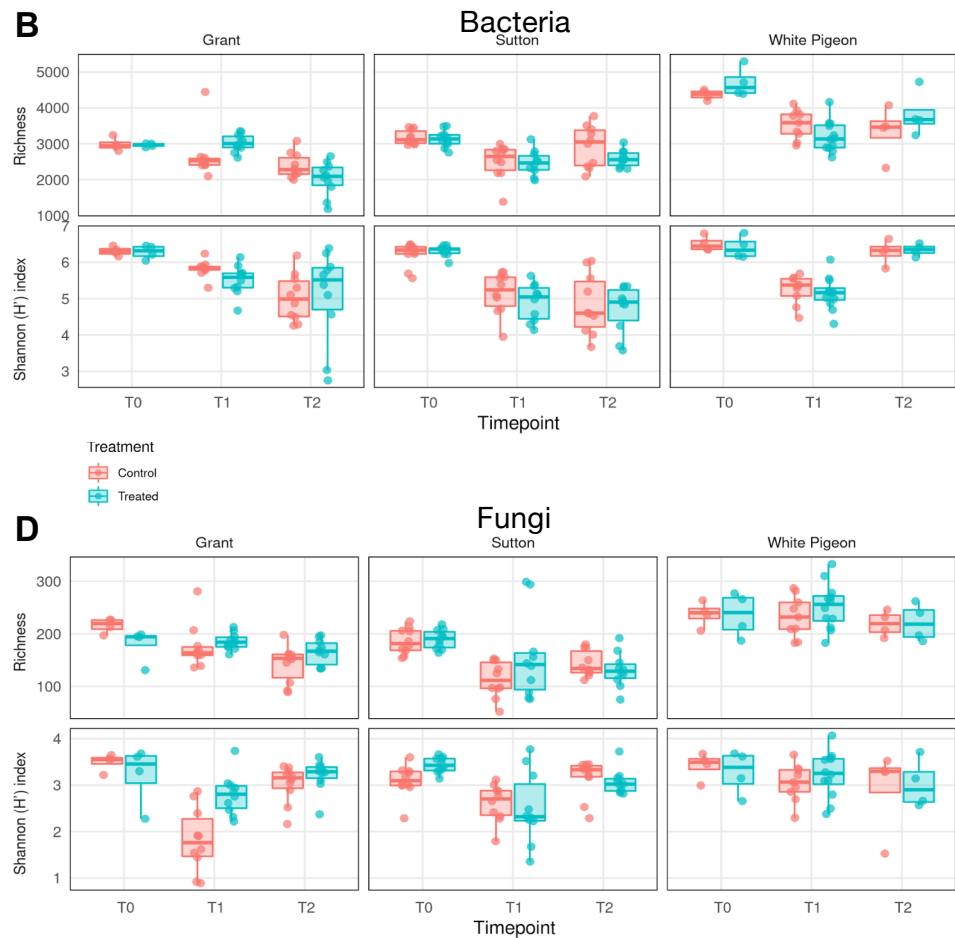 B
Bacteria
Grant Sutton White Pigeon
Richness
5000
4000
3000
2000
1000
Shannon (H') index
7
6
5
4
3
T0 T1 T2 T0 T1 T2 T0 T1 T2
Timepoint
Treatment
Control
Treated
D
Fungi
Grant Sutton White Pigeon
Richness
300
200
100
Shannon (H') index
4
3
2
1
T0 T1 T2 T0 T1 T2 T0 T1 T2
Timepoint